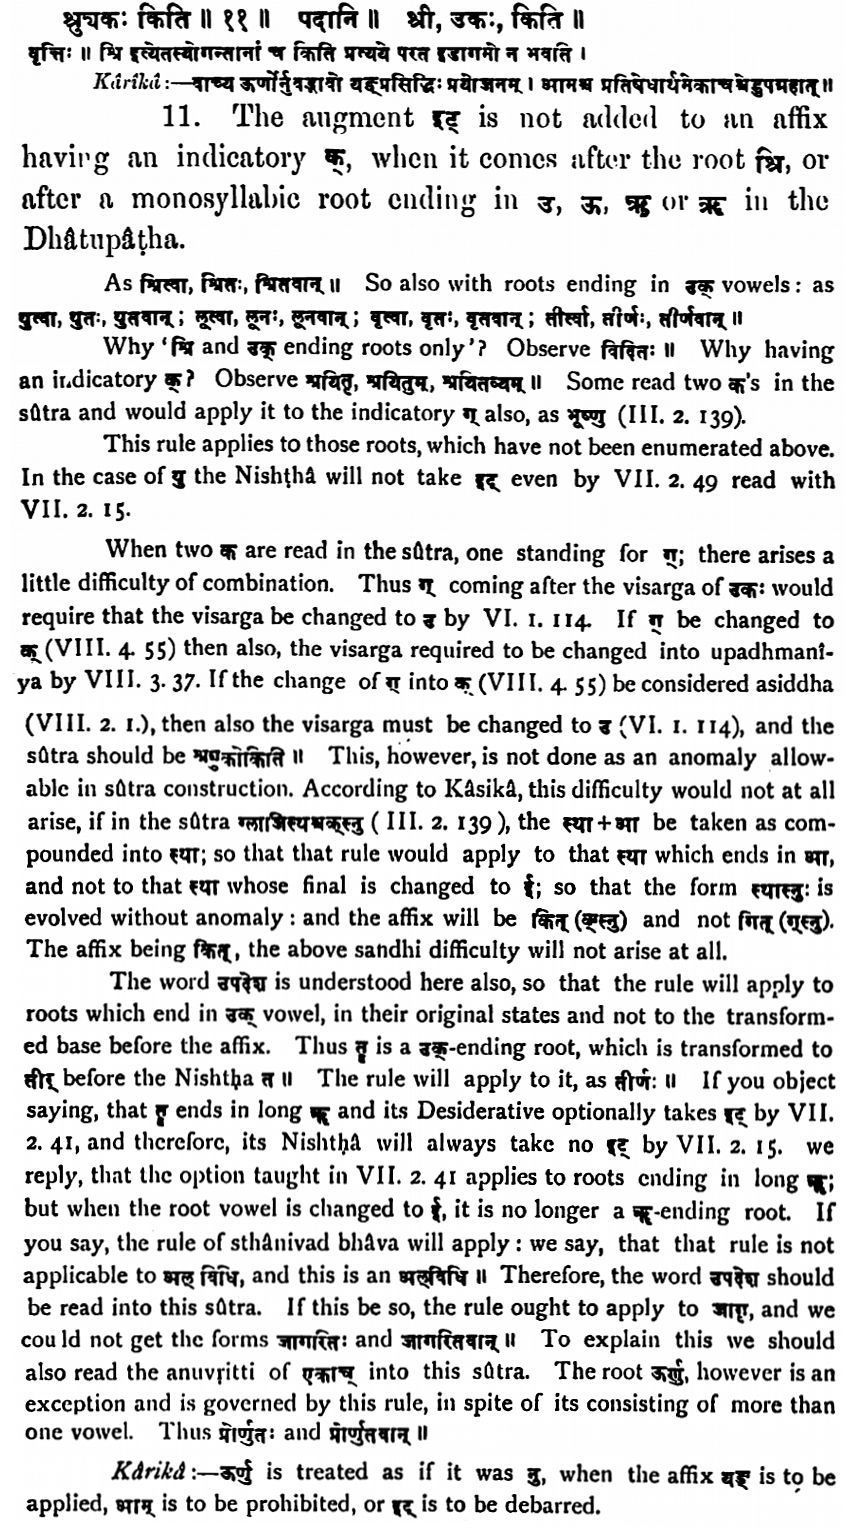 श्र्युकः किति ॥ ११ ॥ पदानि ॥ श्री, उकः, किति ॥
वृत्तिः ॥ श्रि इत्येतस्योगन्तानां च किति प्रत्यये परत इडागमो न भवति ।
Kârikâ :—वाच्य ऊर्णोर्नुवद्भावो यङ्प्रसिद्धिः प्रयोजनम् । आमश्च प्रतिषेधार्थमेकाचश्चेडुपग्रहात् ॥
11. The augment इट् is not added to an affix
having an indicatory क्, when it comes after the root श्रि, or
after a monosyllabic root ending in उ, ऊ, ऋ or ॠ in the
Dhâtupâṭha.
As श्रित्वा, श्रितः, श्रितवान् ॥ So also with roots ending in उक् vowels: as
युत्वा, युतः, युतवान् ; लूत्वा, लूनः, लूनवान् ; वृत्वा, वृतः, वृतवान् ; तीर्त्वा, तीर्णः, तीर्णवान् ॥
Why ‘श्रि and उक् ending roots only’? Observe विदितः ॥ Why having
an indicatory क्? Observe श्रयितृ, श्रयितुम्, श्रयितव्यम् ॥ Some read two क's in the
sûtra and would apply it to the indicatory ग् also, as भूष्णु (III. 2. 139).
This rule applies to those roots, which have not been enumerated above.
In the case of यु the Nishṭhâ will not take इट् even by VII. 2. 49 read with
VII. 2. 15.
When two क are read in the sûtra, one standing for ग्; there arises a
little difficulty of combination. Thus ग् coming after the visarga of उकः would
require that the visarga be changed to उ by VI. 1. 114. If ग् be changed to
क् (VIII. 4. 55) then also, the visarga required to be changed into upadhmanî-
ya by VIII. 3. 37. If the change of ग् into क् (VIII. 4. 55) be considered asiddha
(VIII. 2. 1.), then also the visarga must be changed to उ (VI. 1. 114), and the
sûtra should be श्र्युकोकिति ॥ This, however, is not done as an anomaly allow-
able in sûtra construction. According to Kâsikâ, this difficulty would not at all
arise, if in the sûtra ग्लाजिस्थश्चक्स्नु ( III. 2. 139 ), the स्था + आ be taken as com-
pounded into स्था; so that that rule would apply to that स्था which ends in आ,
and not to that स्था whose final is changed to ई; so that the form स्थास्नुः is
evolved without anomaly : and the affix will be कित् (क्स्नु) and not गित् (ग्स्नु).
The affix being कित्, the above sandhi difficulty will not arise at all.
The word उपदेश is understood here also, so that the rule will apply to
roots which end in उक् vowel, in their original states and not to the transform-
ed base before the affix. Thus तॄ is a उक्-ending root, which is transformed to
तीर् before the Nishtḥa त ॥ The rule will apply to it, as तीर्णः ॥ If you object
saying, that तॄ ends in long ॠ and its Desiderative optionally takes इट् by VII.
2. 41, and therefore, its Nishṭhâ will always take no इट् by VII. 2. 15. we
reply, that the option taught in VII. 2. 41 applies to roots ending in long ॠ;
but when the root vowel is changed to ई, it is no longer a ॠ-ending root. If
you say, the rule of sthânivad bhâva will apply : we say, that that rule is not
applicable to अल् विधि, and this is an अल्विधि ॥ Therefore, the word उपदेश should
be read into this sûtra. If this be so, the rule ought to apply to जागृ, and we
could not get the forms जागरितः and जागरितवान् ॥ To explain this we should
also read the anuvṛitti of एकाच् into this sûtra. The root ऊर्णु, however is an
exception and is governed by this rule, in spite of its consisting of more than
one vowel. Thus प्रोर्णुतः and प्रोर्णुतवान् ॥
Kârikâ :—ऊर्णु is treated as if it was नु, when the affix यङ् is to be
applied, आम् is to be prohibited, or इट् is to be debarred.